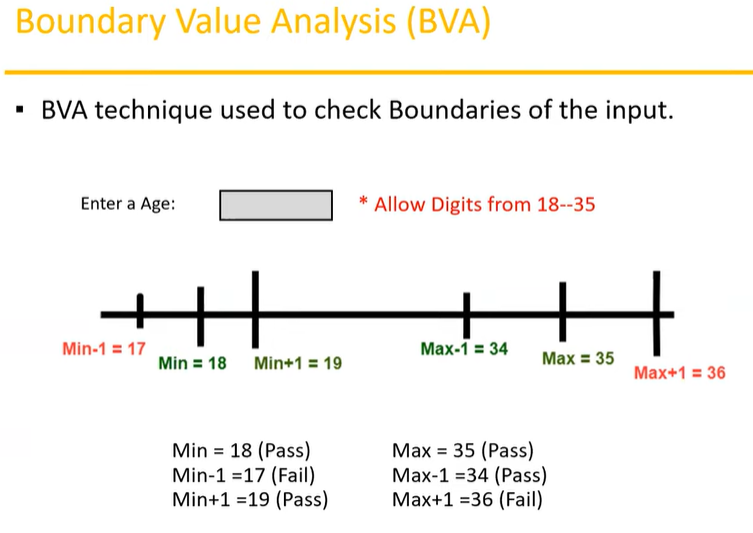 Boundary Value Analysis (BVA)
▪ BVA technique used to check Boundaries of the input.
Enter a Age:
* Allow Digits from 18--35
Min-1 = 17
Min = 18
Min+1 = 19
Max-1 = 34
Max = 35
Max+1 = 36
Min = 18 (Pass)
Min-1 =17 (Fail)
Min+1 =19 (Pass)
Max = 35 (Pass)
Max-1 =34 (Pass)
Max+1 =36 (Fail)